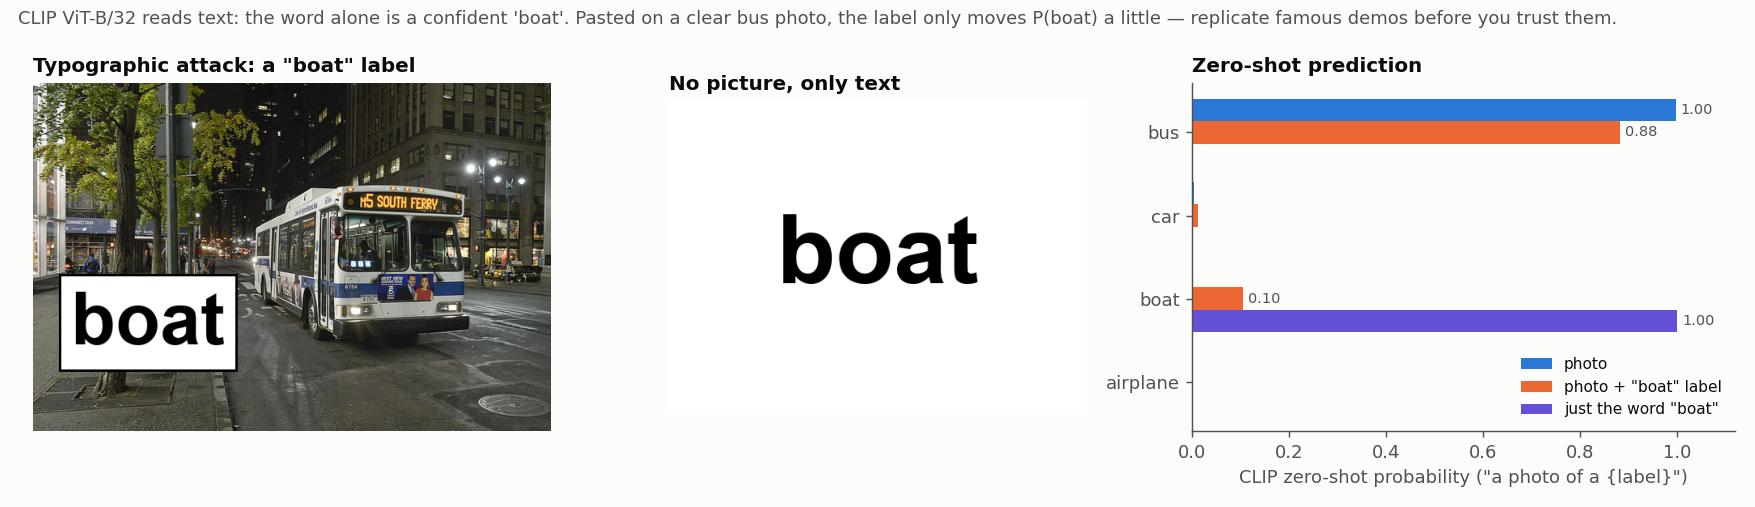 CLIP ViT-B/32 reads text: the word alone is a confident 'boat'. Pasted on a clear bus photo, the label only moves P(boat) a little — replicate famous demos before you trust them.
Typographic attack: a "boat" label
M5 SOUTH FERRY
6784
boat
No picture, only text
boat
Zero-shot prediction
bus
1.00
0.88
car
boat
0.10
1.00
airplane
photo
photo + "boat" label
just the word "boat"
0.0 0.2 0.4 0.6 0.8 1.0
CLIP zero-shot probability ("a photo of a {label}")